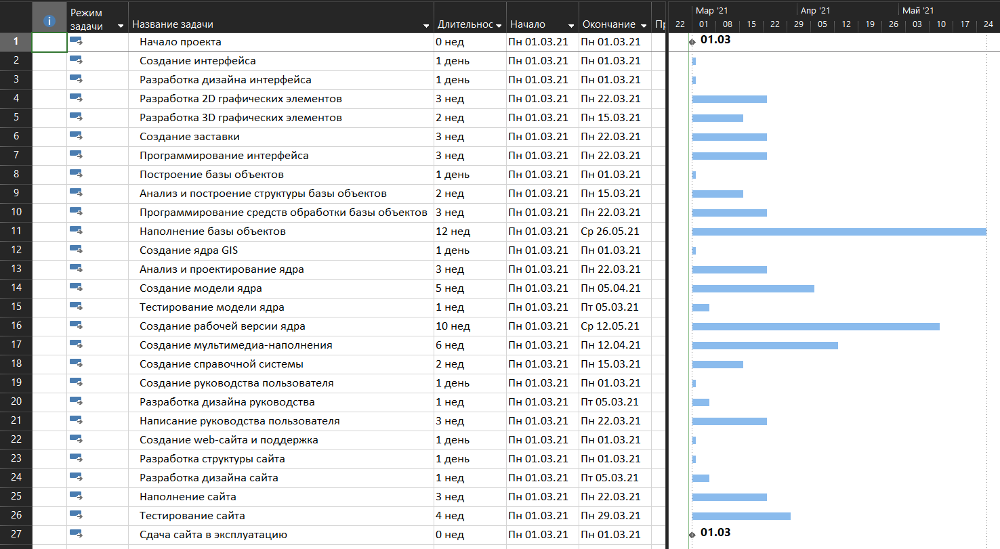 Режим задачи Название задачи Длительнос Начало Окончание Пр
Мар '21 Апр '21 Май '21
22 01 08 15 22 29 05 12 19 26 03 10 17 24
1 Начало проекта 0 нед Пн 01.03.21 Пн 01.03.21 01.03
2 Создание интерфейса 1 день Пн 01.03.21 Пн 01.03.21
3 Разработка дизайна интерфейса 1 день Пн 01.03.21 Пн 01.03.21
4 Разработка 2D графических элементов 3 нед Пн 01.03.21 Пн 22.03.21
5 Разработка 3D графических элементов 2 нед Пн 01.03.21 Пн 15.03.21
6 Создание заставки 3 нед Пн 01.03.21 Пн 22.03.21
7 Программирование интерфейса 3 нед Пн 01.03.21 Пн 22.03.21
8 Построение базы объектов 1 день Пн 01.03.21 Пн 01.03.21
9 Анализ и построение структуры базы объектов 2 нед Пн 01.03.21 Пн 15.03.21
10 Программирование средств обработки базы объектов 3 нед Пн 01.03.21 Пн 22.03.21
11 Наполнение базы объектов 12 нед Пн 01.03.21 Ср 26.05.21
12 Создание ядра GIS 1 день Пн 01.03.21 Пн 01.03.21
13 Анализ и проектирование ядра 3 нед Пн 01.03.21 Пн 22.03.21
14 Создание модели ядра 5 нед Пн 01.03.21 Пн 05.04.21
15 Тестирование модели ядра 1 нед Пн 01.03.21 Пт 05.03.21
16 Создание рабочей версии ядра 10 нед Пн 01.03.21 Ср 12.05.21
17 Создание мультимедиа-наполнения 6 нед Пн 01.03.21 Пн 12.04.21
18 Создание справочной системы 2 нед Пн 01.03.21 Пн 15.03.21
19 Создание руководства пользователя 1 день Пн 01.03.21 Пн 01.03.21
20 Разработка дизайна руководства 1 нед Пн 01.03.21 Пт 05.03.21
21 Написание руководства пользователя 3 нед Пн 01.03.21 Пн 22.03.21
22 Создание web-сайта и поддержка 1 день Пн 01.03.21 Пн 01.03.21
23 Разработка структуры сайта 1 день Пн 01.03.21 Пн 01.03.21
24 Разработка дизайна сайта 1 нед Пн 01.03.21 Пт 05.03.21
25 Наполнение сайта 3 нед Пн 01.03.21 Пн 22.03.21
26 Тестирование сайта 4 нед Пн 01.03.21 Пн 29.03.21
27 Сдача сайта в эксплуатацию 0 нед Пн 01.03.21 Пн 01.03.21 01.03